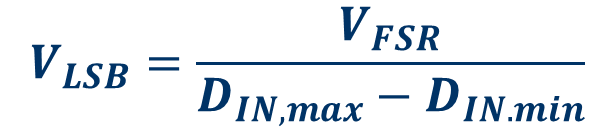 V_LSB = V_FSR / (D_IN,max − D_IN.min)